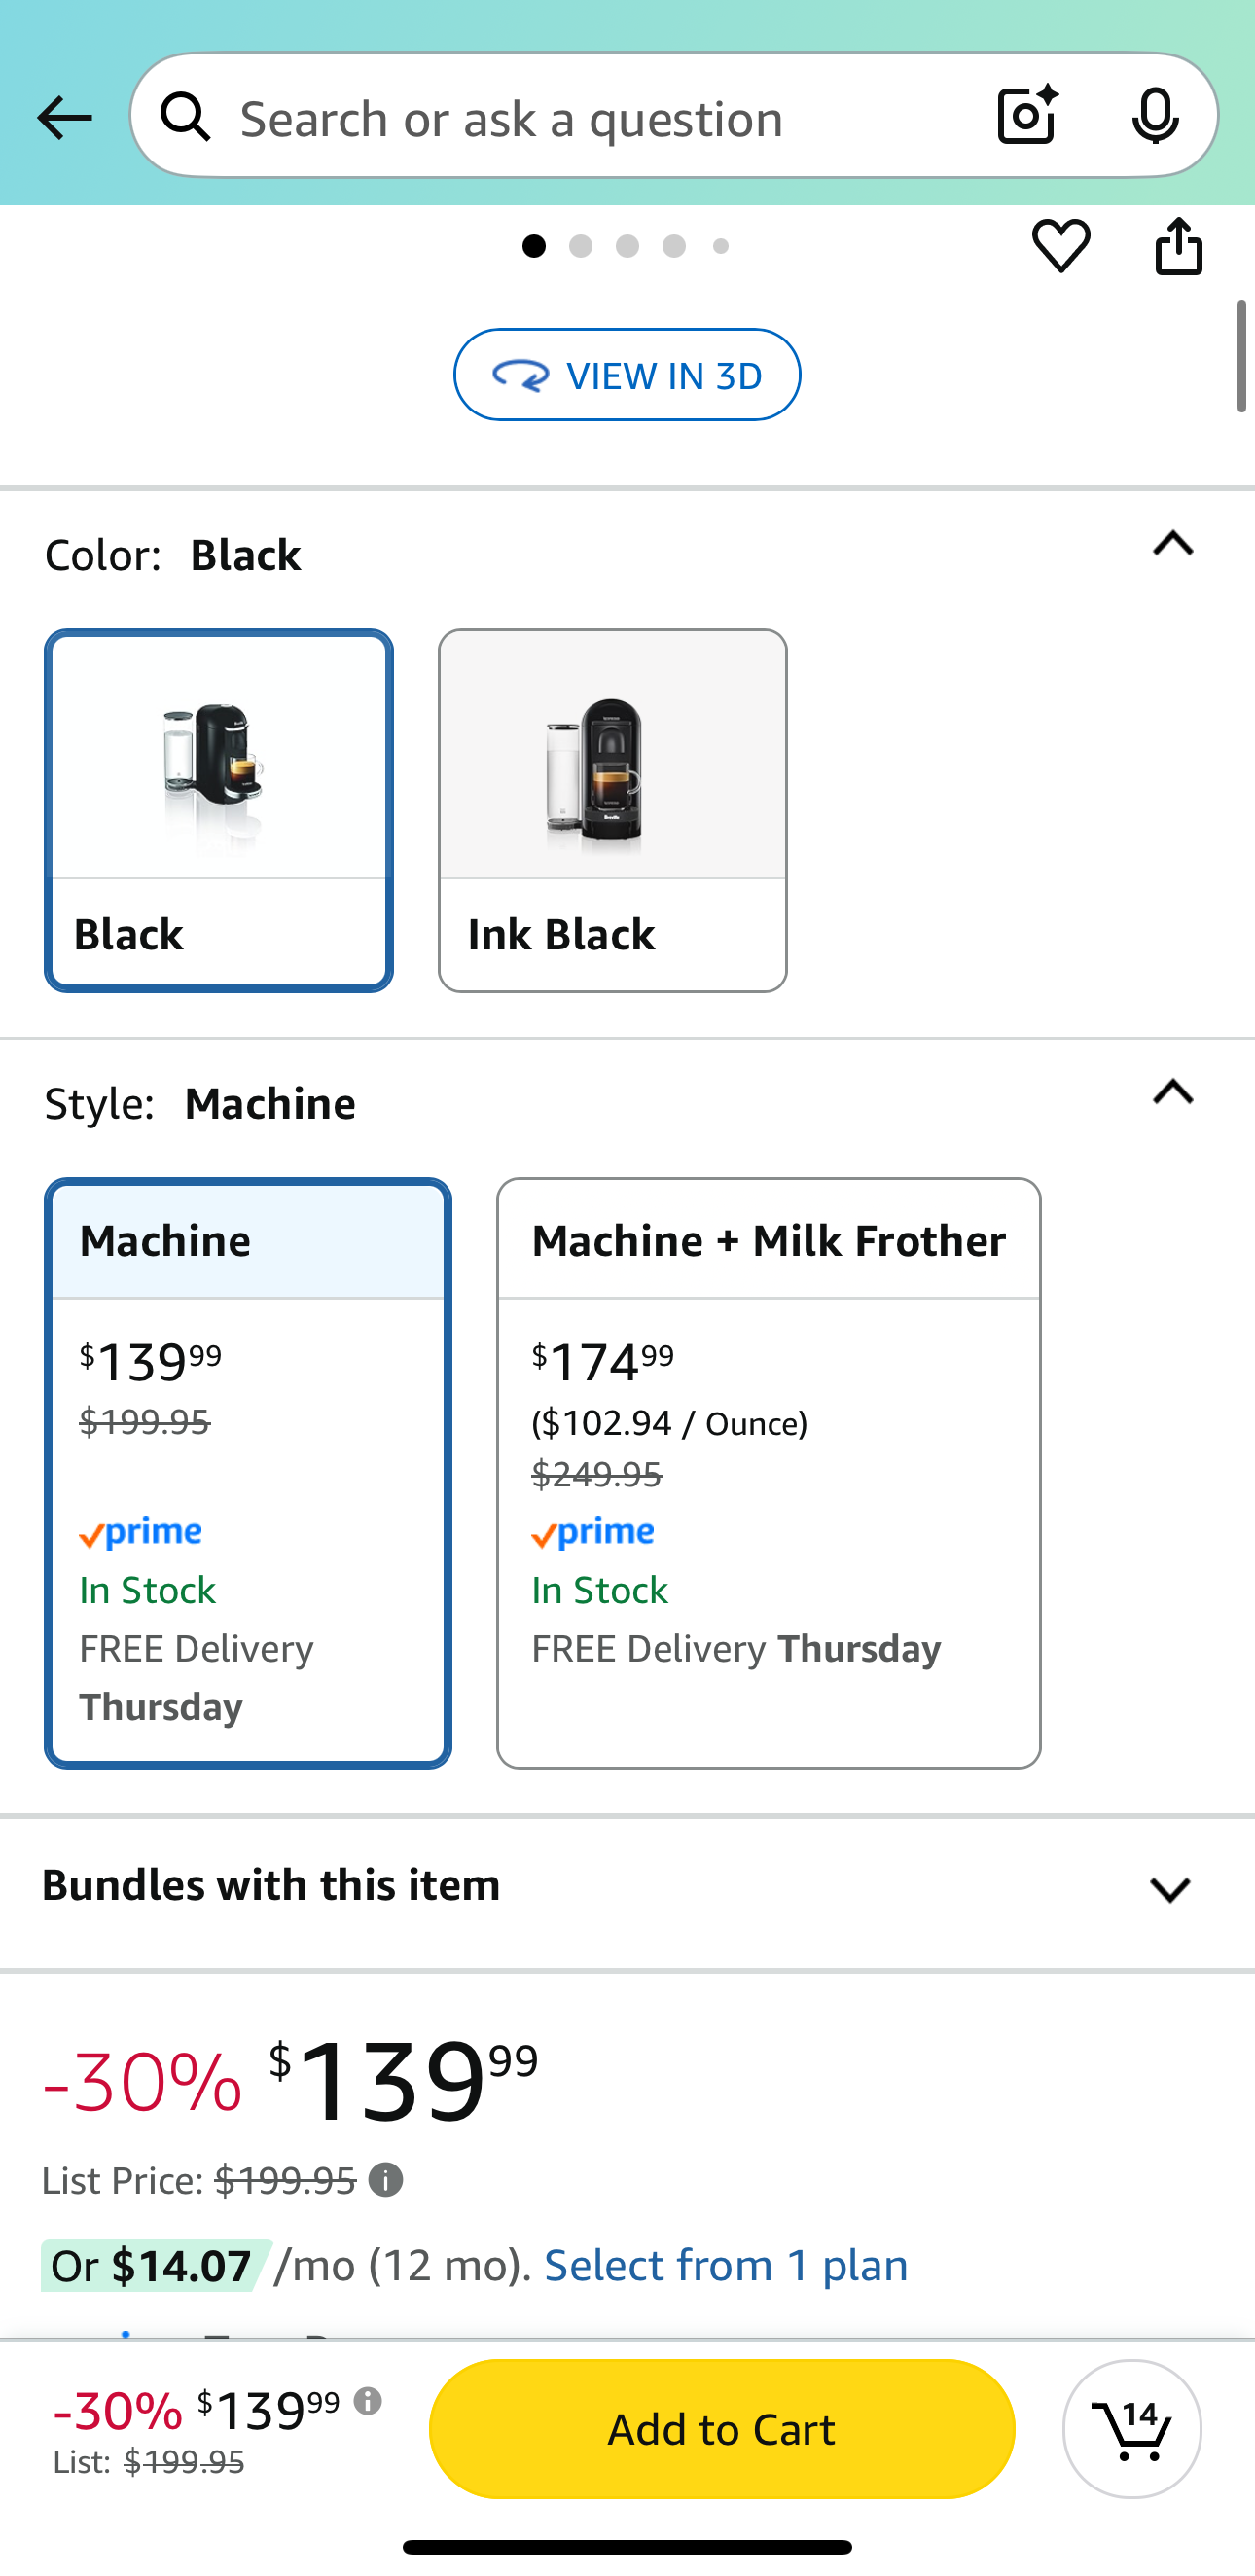 Search or ask a question
VIEW IN 3D
Color: Black
Black
Ink Black
Style: Machine
Machine
$139.99
$199.95
prime
In Stock
FREE Delivery
Thursday
Machine + Milk Frother
$174.99
($102.94 / Ounce)
$249.95
prime
In Stock
FREE Delivery Thursday
Bundles with this item
-30% $139.99
List Price: $199.95
Or $14.07 /mo (12 mo). Select from 1 plan
-30% $139.99
List: $199.95
Add to Cart
14